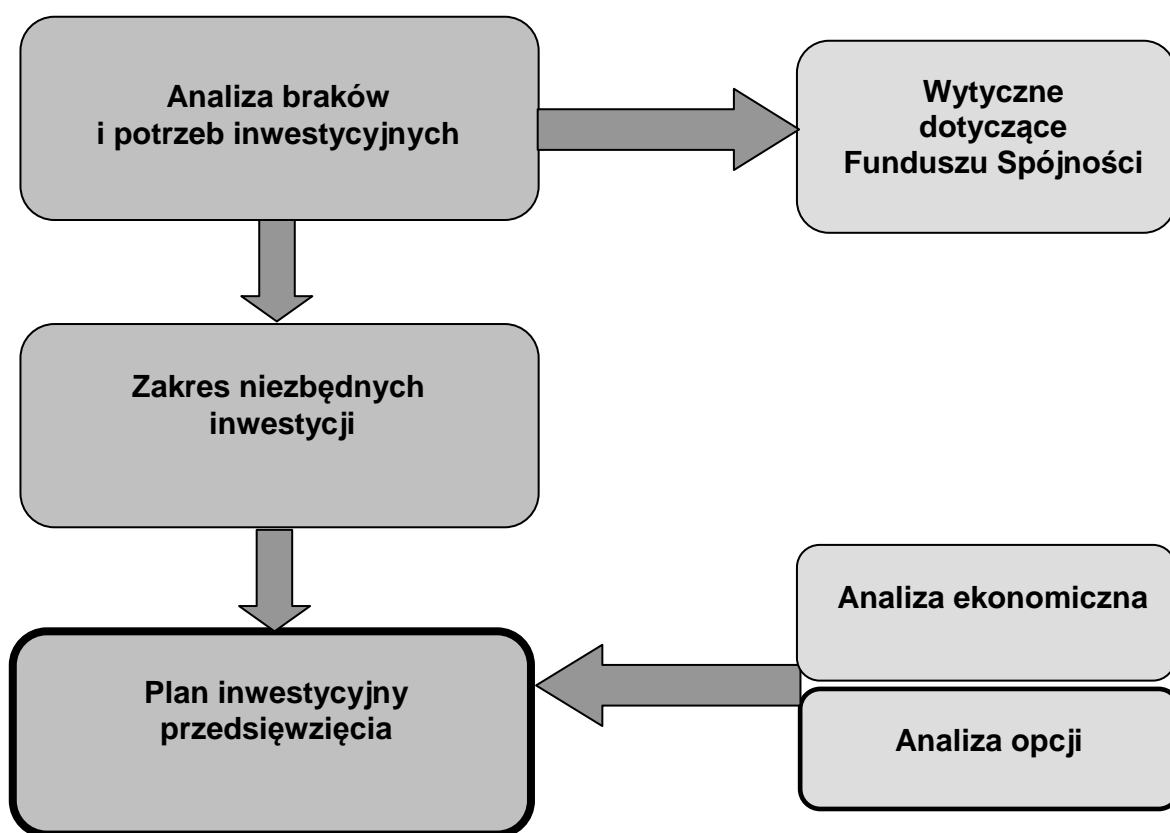 Analiza braków
i potrzeb inwestycyjnych
Wytyczne
dotyczące
Funduszu Spójności
Zakres niezbędnych
inwestycji
Analiza ekonomiczna
Plan inwestycyjny
przedsięwzięcia
Analiza opcji